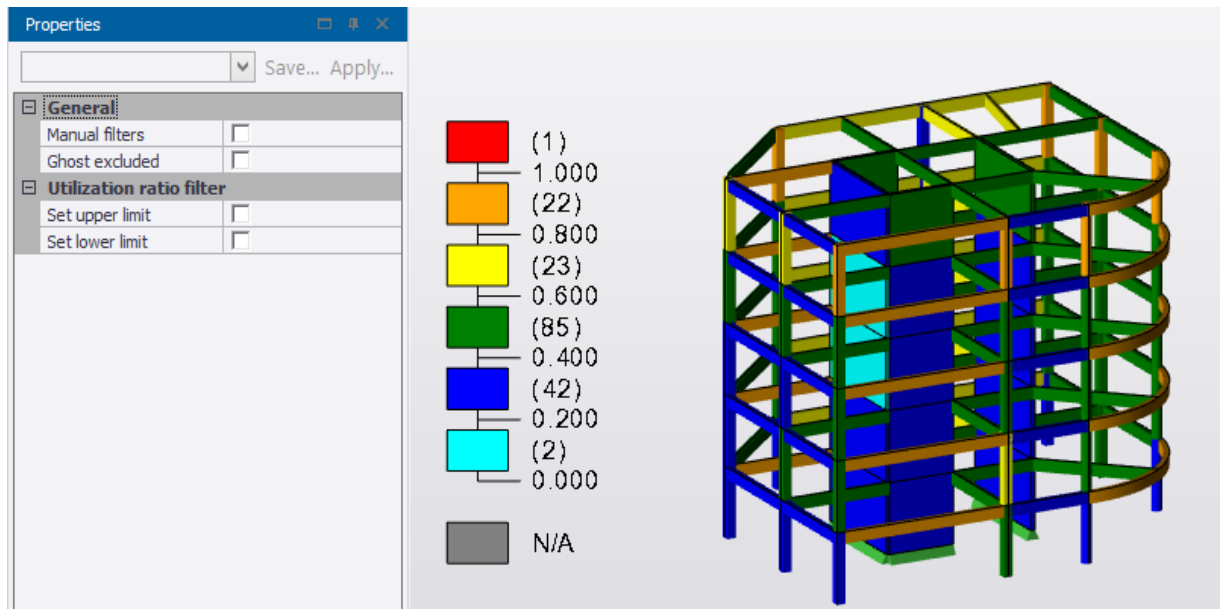 Properties
Save... Apply...
General
Manual filters
Ghost excluded
Utilization ratio filter
Set upper limit
Set lower limit
(1)
1.000
(22)
0.800
(23)
0.600
(85)
0.400
(42)
0.200
(2)
0.000
N/A